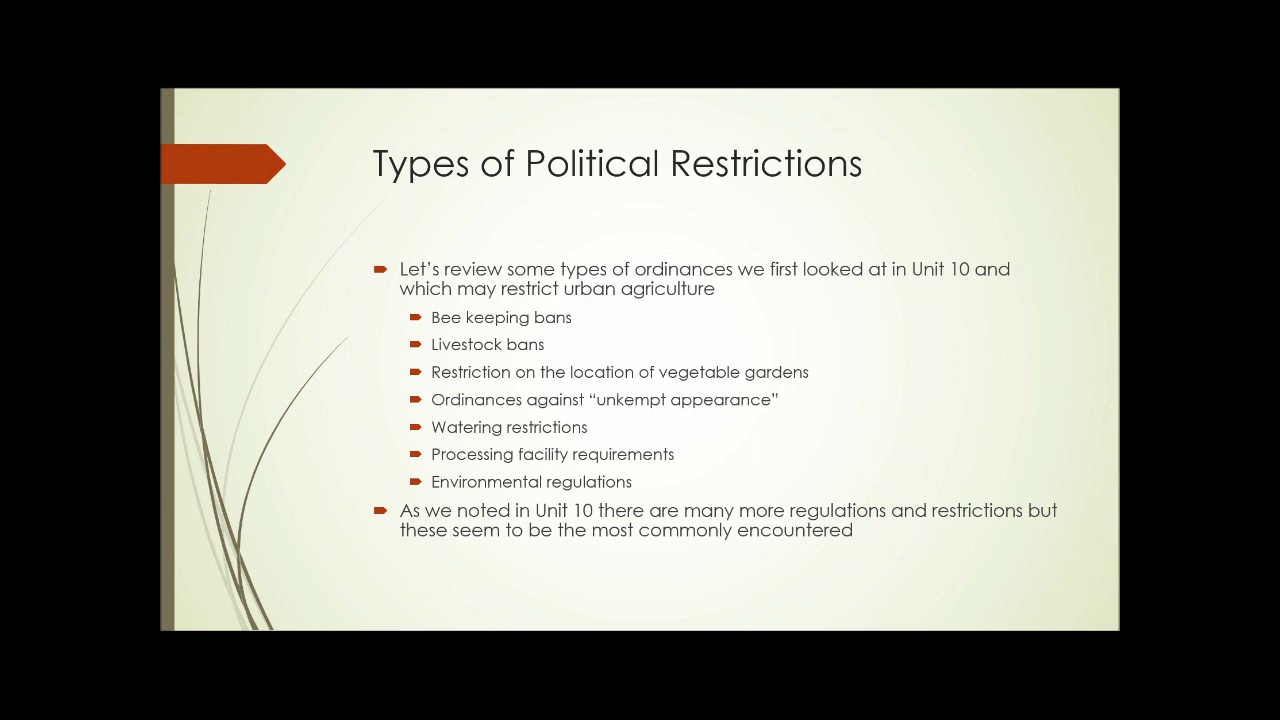 Types of Political Restrictions
Let’s review some types of ordinances we first looked at in Unit 10 and
which may restrict urban agriculture
Bee keeping bans
Livestock bans
Restriction on the location of vegetable gardens
Ordinances against “unkempt appearance”
Watering restrictions
Processing facility requirements
Environmental regulations
As we noted in Unit 10 there are many more regulations and restrictions but
these seem to be the most commonly encountered